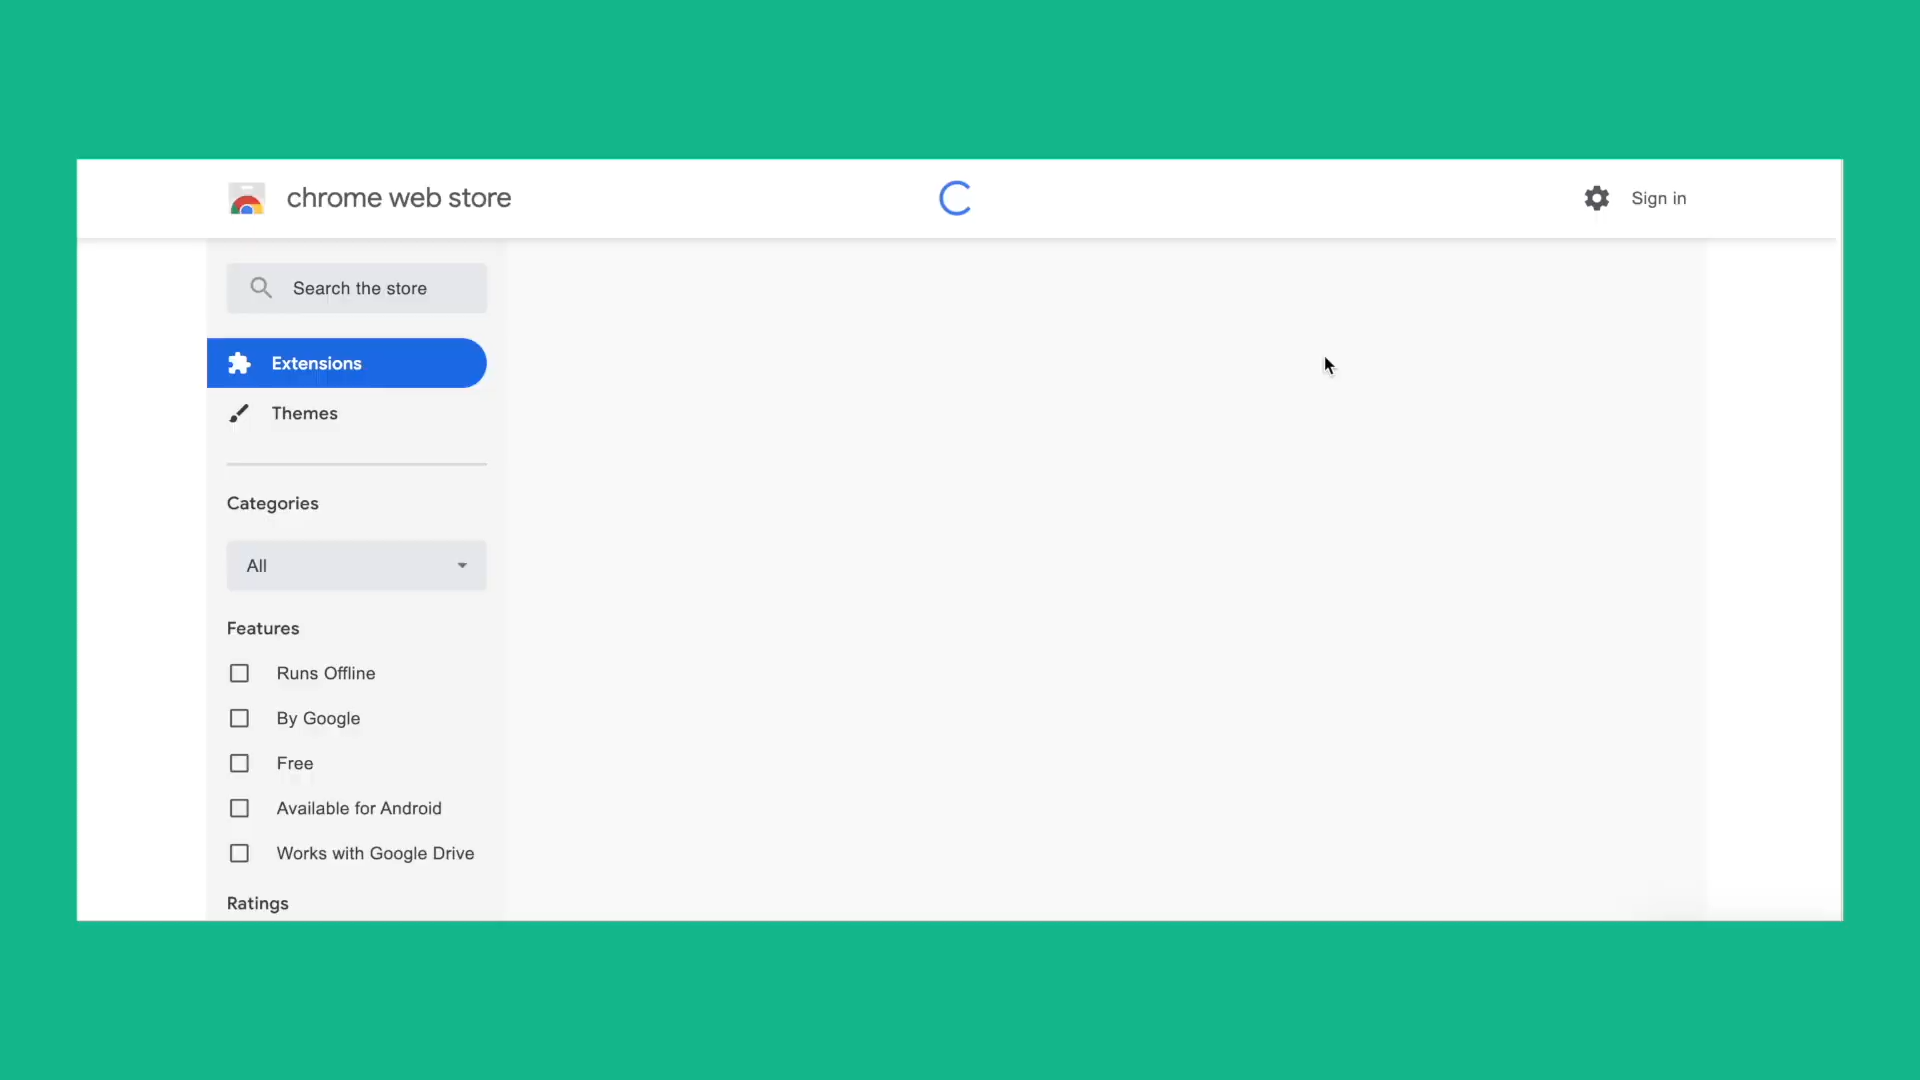 chrome web store
Sign in
Search the store
Extensions
Themes
Categories
All
Features
Runs Offline
By Google
Free
Available for Android
Works with Google Drive
Ratings